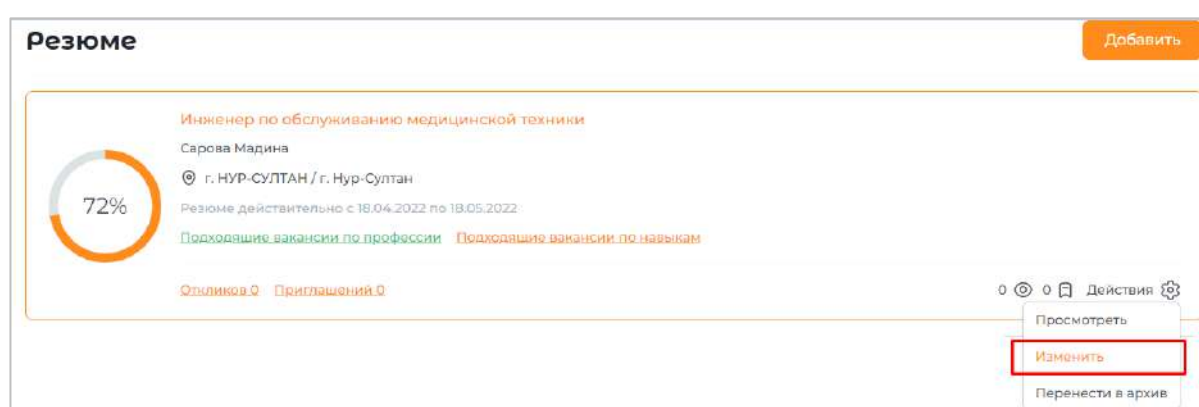 Резюме
Добавить
Инженер по обслуживанию медицинской техники
Сарова Мадина
г. НУР-СУЛТАН / г. Нур-Султан
72%
Резюме действительно с 18.04.2022 по 18.05.2022
Подходящие вакансии по профессии Подходящие вакансии по навыкам
Откликов 0 Приглашений 0 0 0 Действия
Просмотреть
Изменить
Перенести в архив